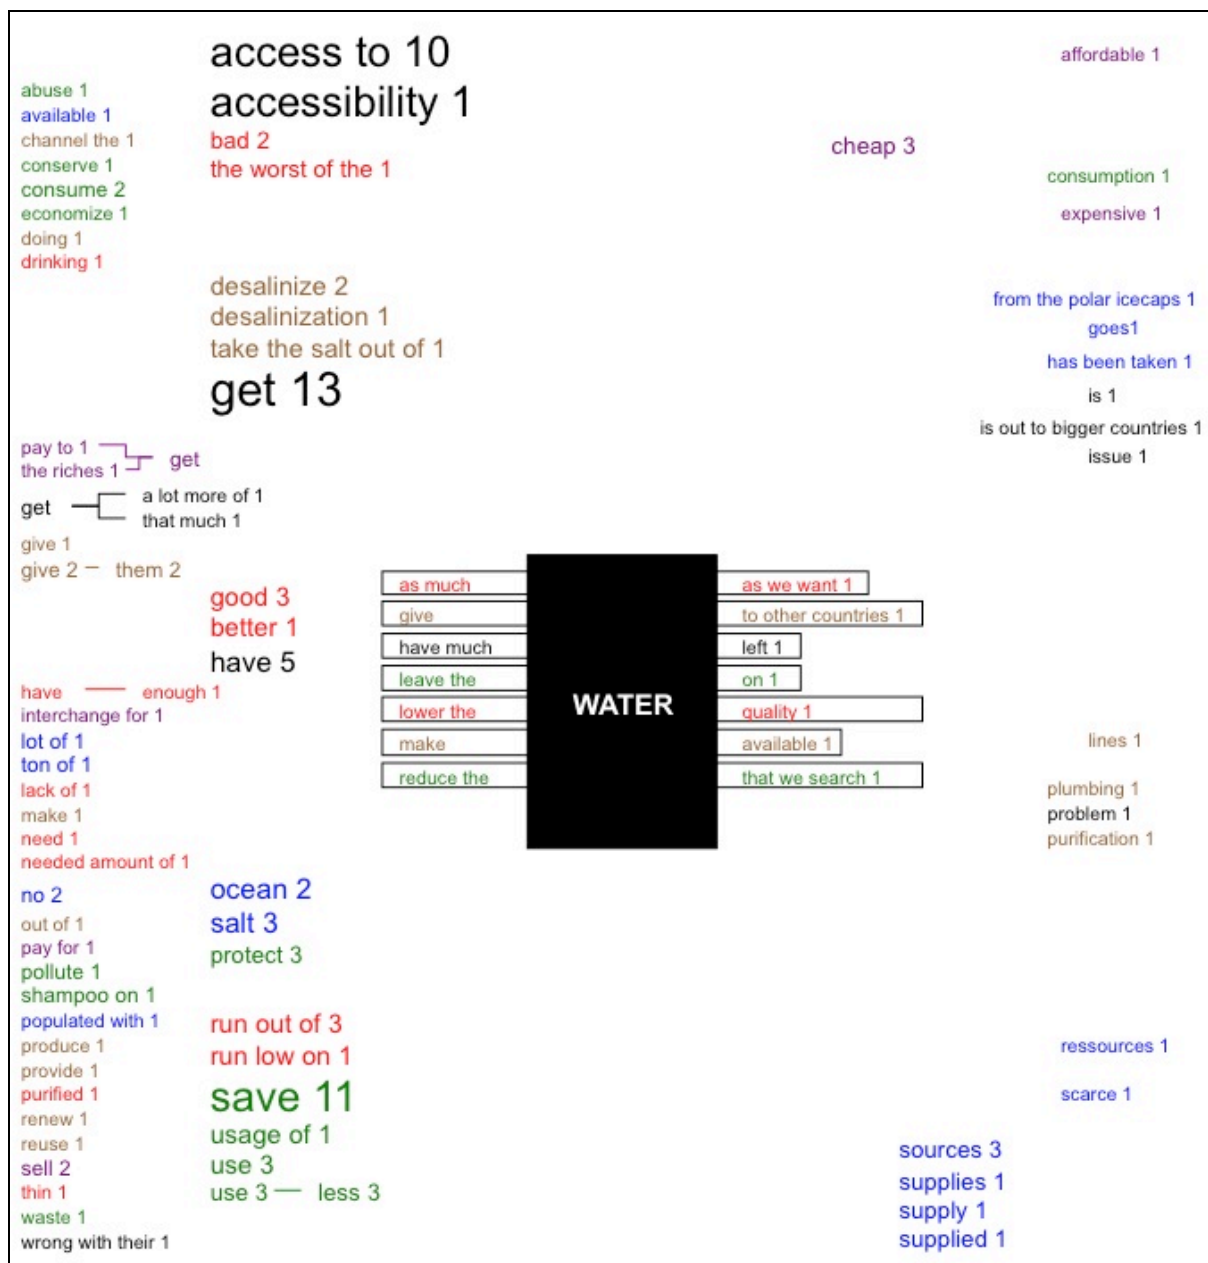 access to 10
affordable 1
abuse 1
accessibility 1
available 1
channel the 1
bad 2
cheap 3
conserve 1
the worst of the 1
consumption 1
consume 2
economize 1
expensive 1
doing 1
drinking 1
desalinize 2
from the polar icecaps 1
desalinization 1
goes1
take the salt out of 1
has been taken 1
get 13
is 1
is out to bigger countries 1
pay to 1
the riches 1
get
issue 1
get
a lot more of 1
that much 1
give 1
give 2 — them 2
good 3
better 1
have 5
as much
as we want 1
give
to other countries 1
have much
left 1
leave the
on 1
lower the
WATER
quality 1
make
available 1
reduce the
that we search 1
have — enough 1
interchange for 1
lot of 1
lines 1
ton of 1
lack of 1
plumbing 1
make 1
problem 1
need 1
purification 1
needed amount of 1
no 2
ocean 2
out of 1
salt 3
pay for 1
protect 3
pollute 1
shampoo on 1
populated with 1
run out of 3
produce 1
run low on 1
ressources 1
provide 1
purified 1
save 11
scarce 1
renew 1
usage of 1
reuse 1
sources 3
sell 2
use 3
thin 1
use 3 — less 3
supplies 1
waste 1
supply 1
wrong with their 1
supplied 1